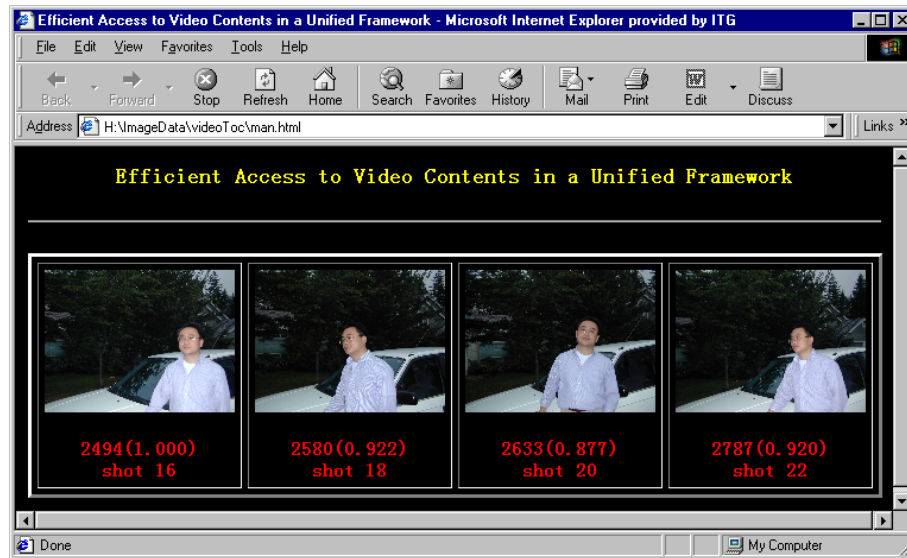 Efficient Access to Video Contents in a Unified Framework - Microsoft Internet Explorer provided by ITG
File Edit View Favorites Tools Help
Back Forward Stop Refresh Home Search Favorites History Mail Print Edit Discuss
Address H:\ImageData\videoToc\man.html Links »
Efficient Access to Video Contents in a Unified Framework
2494(1.000) 2580(0.922) 2633(0.877) 2787(0.920)
shot 16 shot 18 shot 20 shot 22
Done My Computer